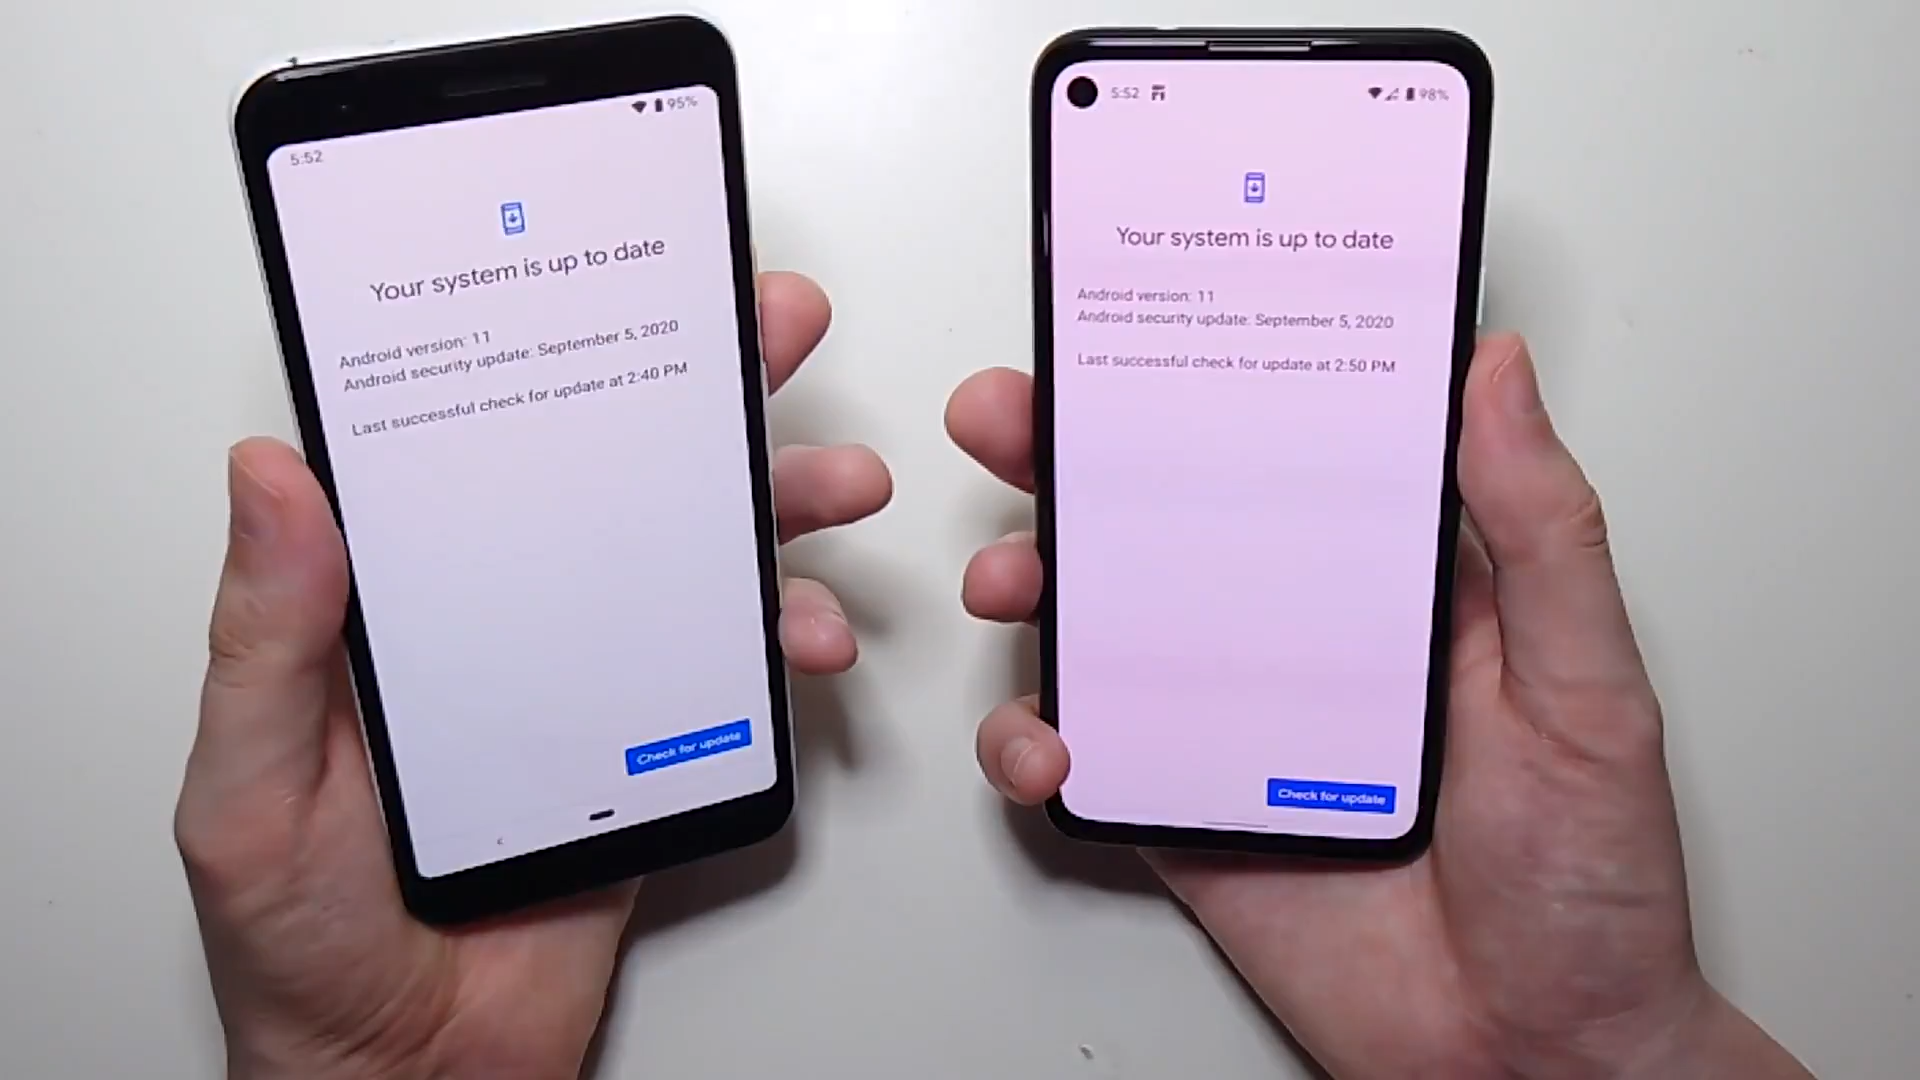 5:52
95%
Your system is up to date
Android version: 11
Android security update: September 5, 2020
Last successful check for update at 2:40 PM
Check for update
5:52
98%
Your system is up to date
Android version: 11
Android security update: September 5, 2020
Last successful check for update at 2:50 PM
Check for update